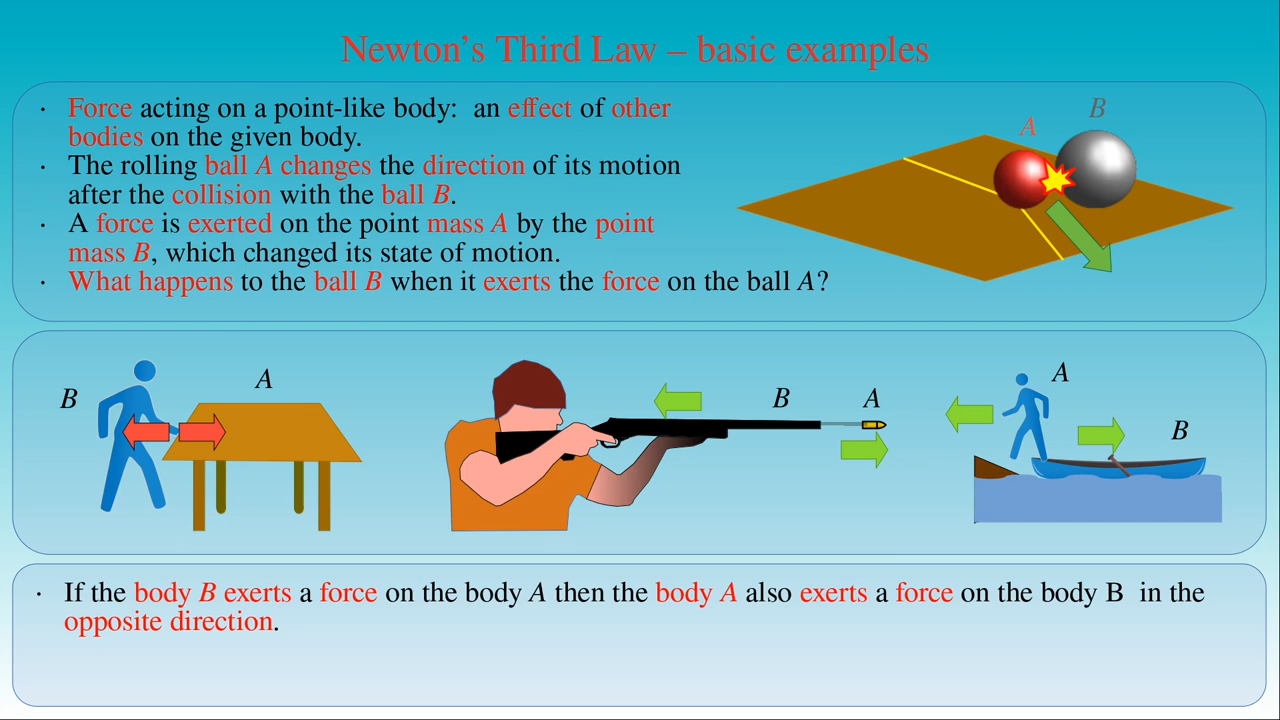 Newton's Third Law – basic examples
· Force acting on a point-like body:  an effect of other
bodies on the given body.
· The rolling ball A changes the direction of its motion
after the collision with the ball B.
· A force is exerted on the point mass A by the point
mass B, which changed its state of motion.
· What happens to the ball B when it exerts the force on the ball A?
A
B
B
A
B
A
A
B
· If the body B exerts a force on the body A then the body A also exerts a force on the body B  in the
opposite direction.